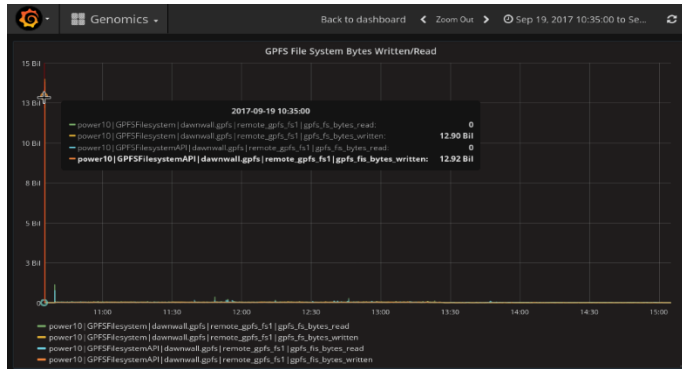 Genomics
Back to dashboard
Zoom Out
Sep 19, 2017 10:35:00 to Se...
GPFS File System Bytes Written/Read
15 Bil
13 Bil
2017-09-19 10:35:00
power10|GPFSFilesystem|dawnwall.gpfs|remote_gpfs_fs1|gpfs_fs_bytes_read: 0
power10|GPFSFilesystem|dawnwall.gpfs|remote_gpfs_fs1|gpfs_fs_bytes_written: 12.90 Bil
power10|GPFSFilesystemAPI|dawnwall.gpfs|remote_gpfs_fs1|gpfs_fis_bytes_read: 0
power10|GPFSFilesystemAPI|dawnwall.gpfs|remote_gpfs_fs1|gpfs_fis_bytes_written: 12.92 Bil
10 Bil
8 Bil
5 Bil
3 Bil
0
11:00 11:30 12:00 12:30 13:00 13:30 14:00 14:30 15:00
power10|GPFSFilesystem|dawnwall.gpfs|remote_gpfs_fs1|gpfs_fs_bytes_read
power10|GPFSFilesystem|dawnwall.gpfs|remote_gpfs_fs1|gpfs_fs_bytes_written
power10|GPFSFilesystemAPI|dawnwall.gpfs|remote_gpfs_fs1|gpfs_fis_bytes_read
power10|GPFSFilesystemAPI|dawnwall.gpfs|remote_gpfs_fs1|gpfs_fis_bytes_written